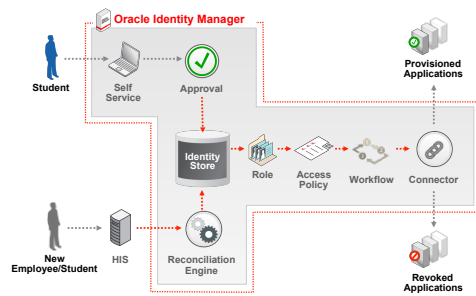 Oracle Identity Manager
Student
Self
Service
Approval
Provisioned
Applications
Identity
Store
Role
Access
Policy
Workflow
Connector
New
Employee/Student
HIS
Reconciliation
Engine
Revoked
Applications